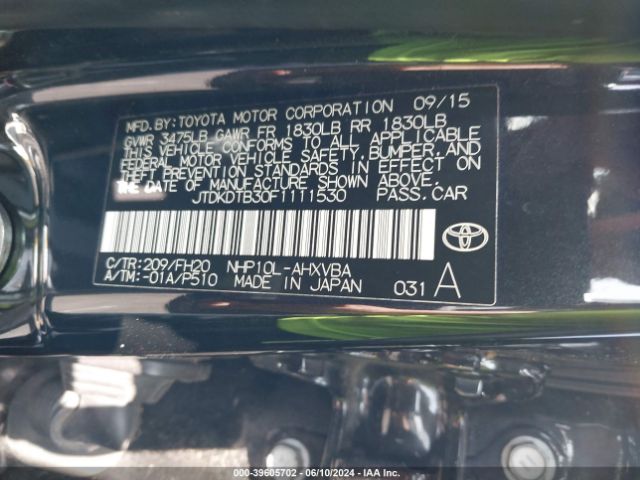 MFD.BY:TOYOTA MOTOR CORPORATION 09/15
GVWR 3475LB GAWR FR 1830LB RR 1830LB
THIS VEHICLE CONFORMS TO ALL APPLICABLE
FEDERAL MOTOR VEHICLE SAFETY, BUMPER, AND
THEFT PREVENTION STANDARDS IN EFFECT ON
THE DATE OF MANUFACTURE SHOWN ABOVE.
JTDKDTB30F1111530 PASS.CAR
C/TR:209/FH20 NHP10L-AHXVBA
A/TM:-01A/P510 MADE IN JAPAN 031 A
000-39605702 - 06/10/2024 - IAA Inc.